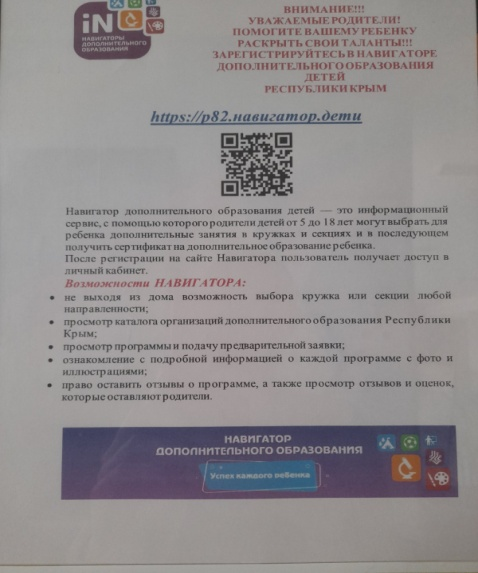 iN
НАВИГАТОРЫ
ДОПОЛНИТЕЛЬНОГО
ОБРАЗОВАНИЯ
ВНИМАНИЕ!!!
УВАЖАЕМЫЕ РОДИТЕЛИ!
ПОМОГИТЕ ВАШЕМУ РЕБЕНКУ
РАСКРЫТЬ СВОИ ТАЛАНТЫ!!!
ЗАРЕГИСТРИРУЙТЕСЬ В НАВИГАТОРЕ
ДОПОЛНИТЕЛЬНОГО ОБРАЗОВАНИЯ
ДЕТЕЙ
РЕСПУБЛИКИ КРЫМ
https://р82.навигатор.дети
Навигатор дополнительного образования детей — это информационный
сервис, с помощью которого родители детей от 5 до 18 лет могут выбрать для
ребенка дополнительные занятия в кружках и секциях и в последующем
получить сертификат на дополнительное образование ребенка.
После регистрации на сайте Навигатора пользователь получает доступ в
личный кабинет.
Возможности НАВИГАТОРА:
• не выходя из дома возможность выбора кружка или секции любой
направленности;
• просмотр каталога организаций дополнительного образования Республики
Крым;
• просмотр программы и подачу предварительной заявки;
• ознакомление с подробной информацией о каждой программе с фото и
иллюстрациями;
• право оставить отзывы о программе, а также просмотр отзывов и оценок,
которые оставляют родители.
НАВИГАТОР
ДОПОЛНИТЕЛЬНОГО ОБРАЗОВАНИЯ
Успех каждого ребенка